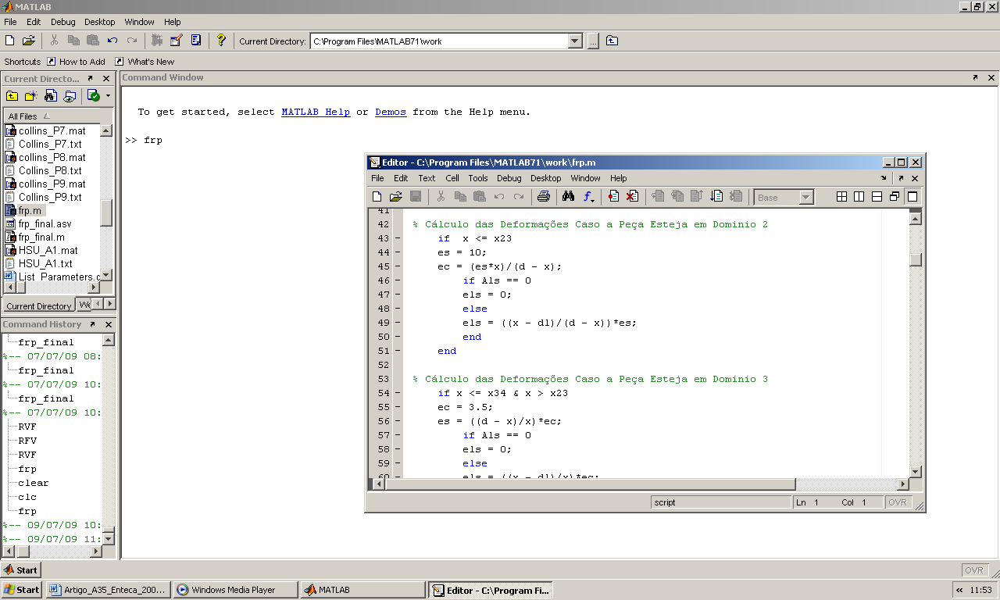 MATLAB
File Edit Debug Desktop Window Help
Current Directory: C:\Program Files\MATLAB71\work ...
Shortcuts How to Add What's New
Current Directo...
All Files
collins_P7.mat
Collins_P7.txt
collins_P8.mat
Collins_P8.txt
collins_P9.mat
Collins_P9.txt
frp.m
frp_final.asv
frp_final.m
HSU_A1.mat
HSU_A1.txt
List_Parameters.
Current Directory
Command History
frp_final
%-- 07/07/09 08:
frp_final
%-- 07/07/09 10:
frp_final
%-- 07/07/09 10:
RVF
RFV
RVF
frp
clear
clc
frp
%-- 09/07/09 10:
%-- 09/07/09 11:
Command Window
To get started, select MATLAB Help or Demos from the Help menu.
>> frp
Editor - C:\Program Files\MATLAB71\work\frp.m
File Edit Text Cell Tools Debug Desktop Window Help
Base
41
42 % Cálculo das Deformações Caso a Peça Esteja em Dominio 2
43 - if x <= x23
44 - es = 10;
45 - ec = (es*x)/(d - x);
46 - if A1s == 0
47 - e1s = 0;
48 - else
49 - e1s = ((x - d1)/(d - x))*es;
50 - end
51 - end
52
53 % Cálculo das Deformações Caso a Peça Esteja em Dominio 3
54 - if x <= x34 & x > x23
55 - ec = 3.5;
56 - es = ((d - x)/x)*ec;
57 - if A1s == 0
58 - e1s = 0;
59 - else
60 - e1s = ((x - d1)/x)*ec;
script Ln 1 Col 1 OVR
Start OVR
Start Artigo_A35_Enteca_200... Windows Media Player MATLAB Editor - C:\Program Fi... « 11:53